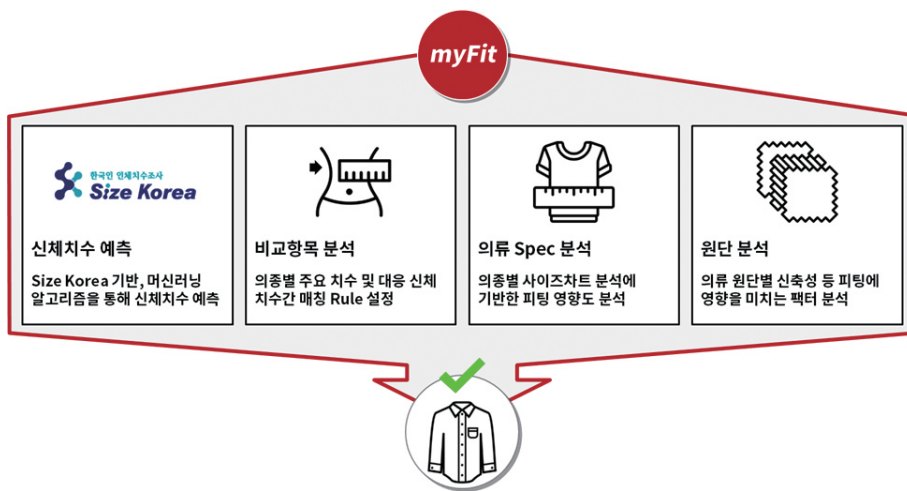 myFit
한국인 인체치수조사
Size Korea
신체치수 예측
Size Korea 기반, 머신러닝
알고리즘을 통해 신체치수 예측
비교항목 분석
의종별 주요 치수 및 대응 신체
치수간 매칭 Rule 설정
의류 Spec 분석
의종별 사이즈차트 분석에
기반한 피팅 영향도 분석
원단 분석
의류 원단별 신축성 등 피팅에
영향을 미치는 팩터 분석